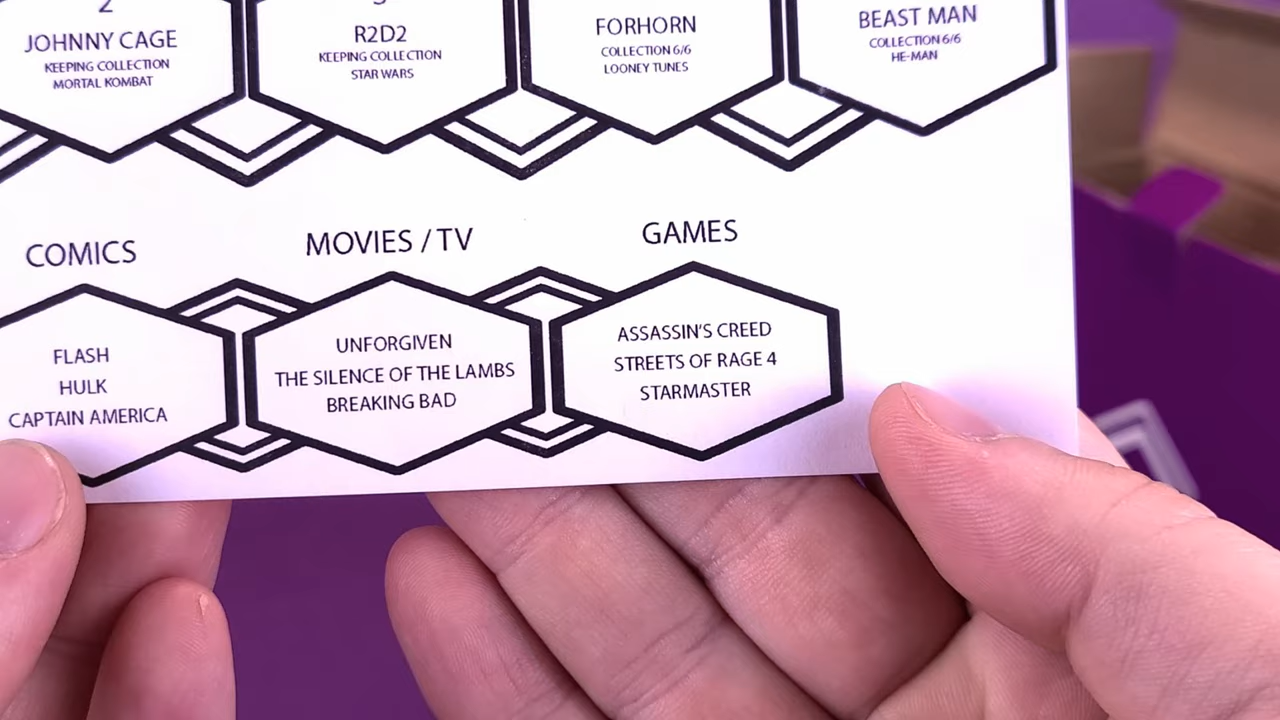 2
JOHNNY CAGE
KEEPING COLLECTION
MORTAL KOMBAT
R2D2
KEEPING COLLECTION
STAR WARS
FORHORN
COLLECTION 6/6
LOONEY TUNES
BEAST MAN
COLLECTION 6/6
HE-MAN
COMICS
FLASH
HULK
CAPTAIN AMERICA
MOVIES / TV
UNFORGIVEN
THE SILENCE OF THE LAMBS
BREAKING BAD
GAMES
ASSASSIN'S CREED
STREETS OF RAGE 4
STARMASTER